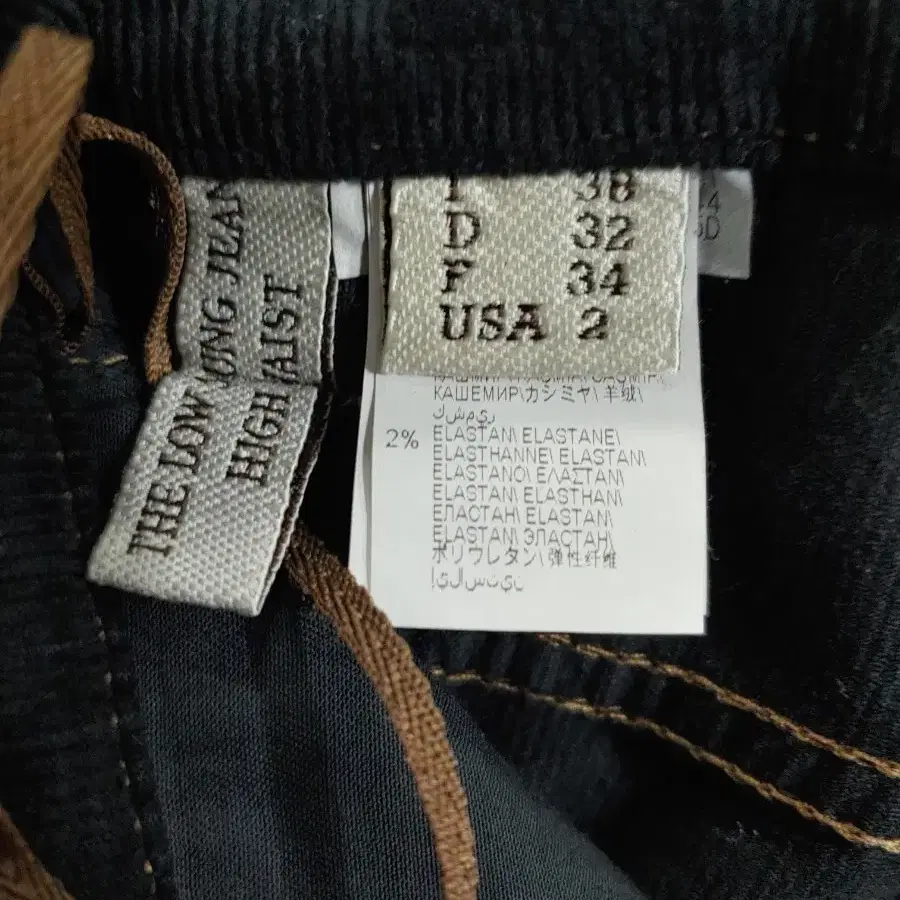 THE LOW
LONG JEAN
HIGH WAIST
I 38
D 32
F 34
USA 2
КАШЕМИР\カシミヤ\ 羊绒\
كشمير
2% ELASTAN\ ELASTANE\
ELASTHANNE\ ELASTAN\
ELASTANO\ ΕΛΑΣΤΑΝ\
ELASTAN\ ELASTHAN\
ЕЛАСТАН\ ELASTAN\
ELASTAN\ ЭЛАСТАН\
ポリウレタン\ 弹性纤维